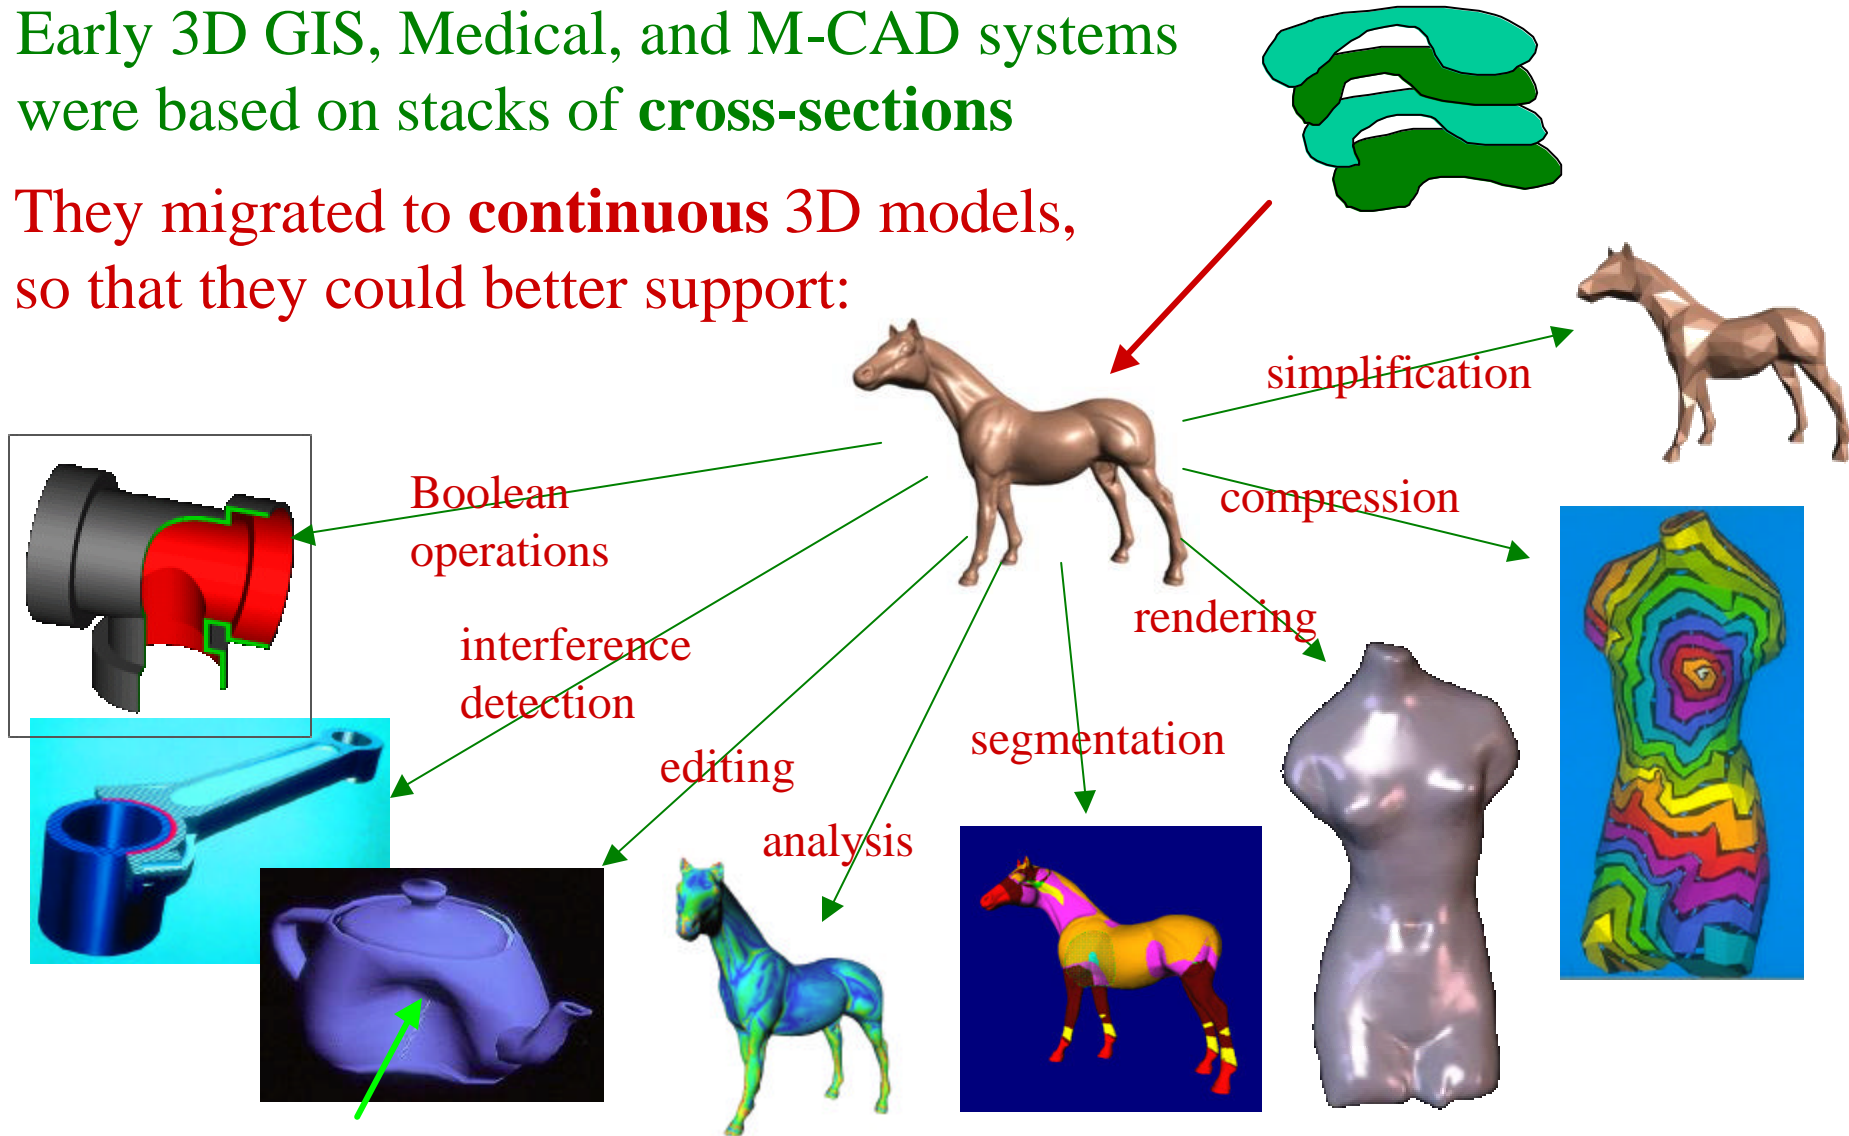 Early 3D GIS, Medical, and M-CAD systems
were based on stacks of cross-sections
They migrated to continuous 3D models,
so that they could better support:
simplification
compression
Boolean
operations
rendering
interference
detection
segmentation
editing
analysis